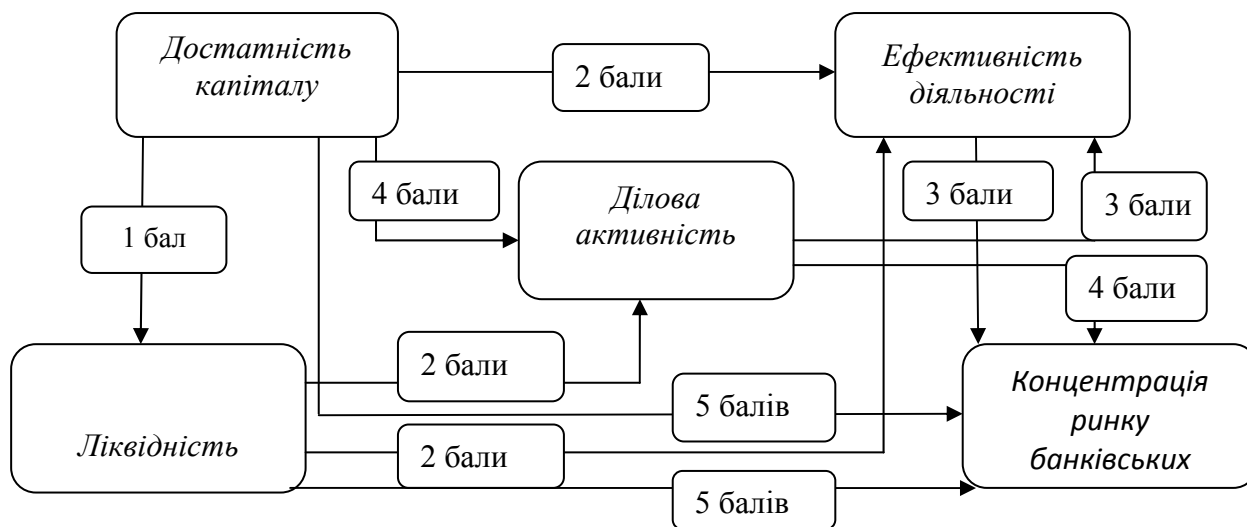 Достатність
капіталу
2 бали
Ефективність
діяльності
4 бали
Ділова
активність
3 бали
3 бали
1 бал
4 бали
2 бали
Ліквідність
5 балів
2 бали
5 балів
Концентрація
ринку
банківських